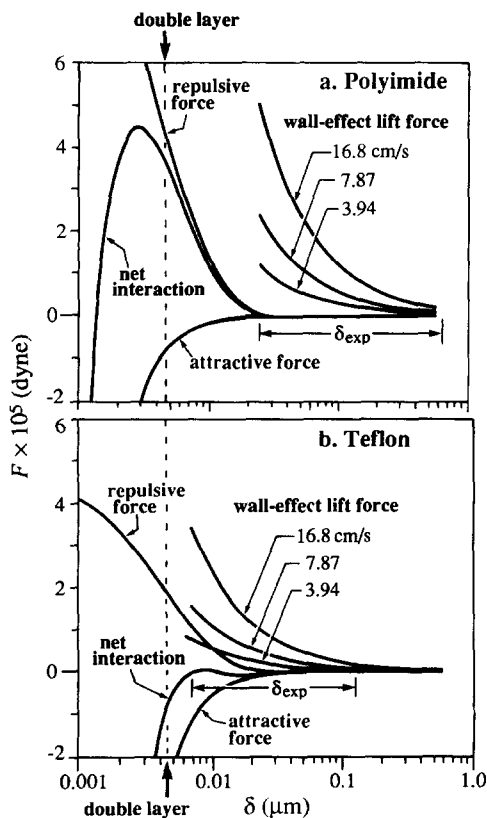 double layer
6
4
2
0
-2
a. Polyimide
repulsive
force
wall-effect lift force
16.8 cm/s
7.87
3.94
net
interaction
δexp
attractive force
F × 10⁵ (dyne)
6
4
2
0
-2
b. Teflon
repulsive
force
wall-effect lift force
16.8 cm/s
7.87
3.94
net
interaction
δexp
attractive
force
0.001
0.01
0.1
1.0
double layer
δ (μm)